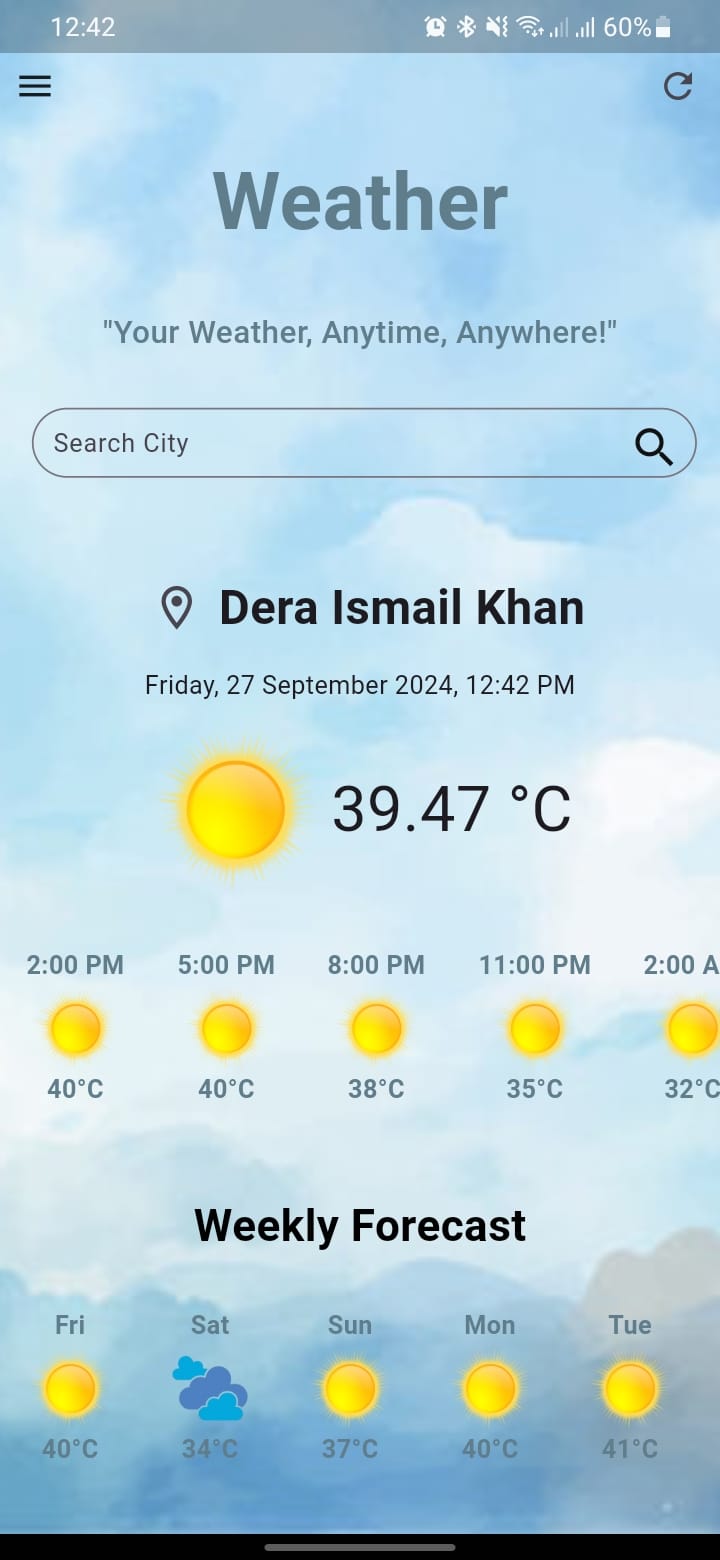 12:42 60%
Weather
"Your Weather, Anytime, Anywhere!"
Search City
Dera Ismail Khan
Friday, 27 September 2024, 12:42 PM
39.47 °C
2:00 PM 5:00 PM 8:00 PM 11:00 PM 2:00 A
40°C 40°C 38°C 35°C 32°C
Weekly Forecast
Fri Sat Sun Mon Tue
40°C 34°C 37°C 40°C 41°C